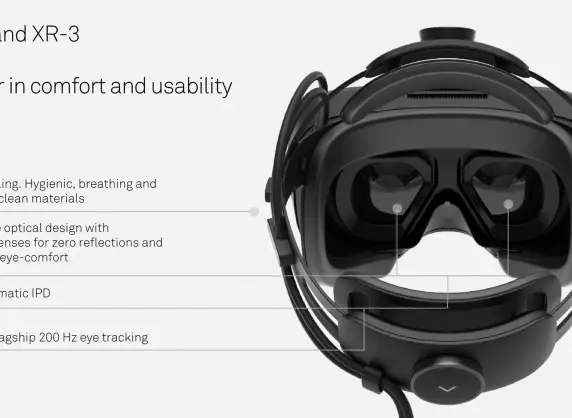 and XR-3
r in comfort and usability
ling. Hygienic, breathing and
clean materials
optical design with
enses for zero reflections and
eye-comfort
matic IPD
agship 200 Hz eye tracking